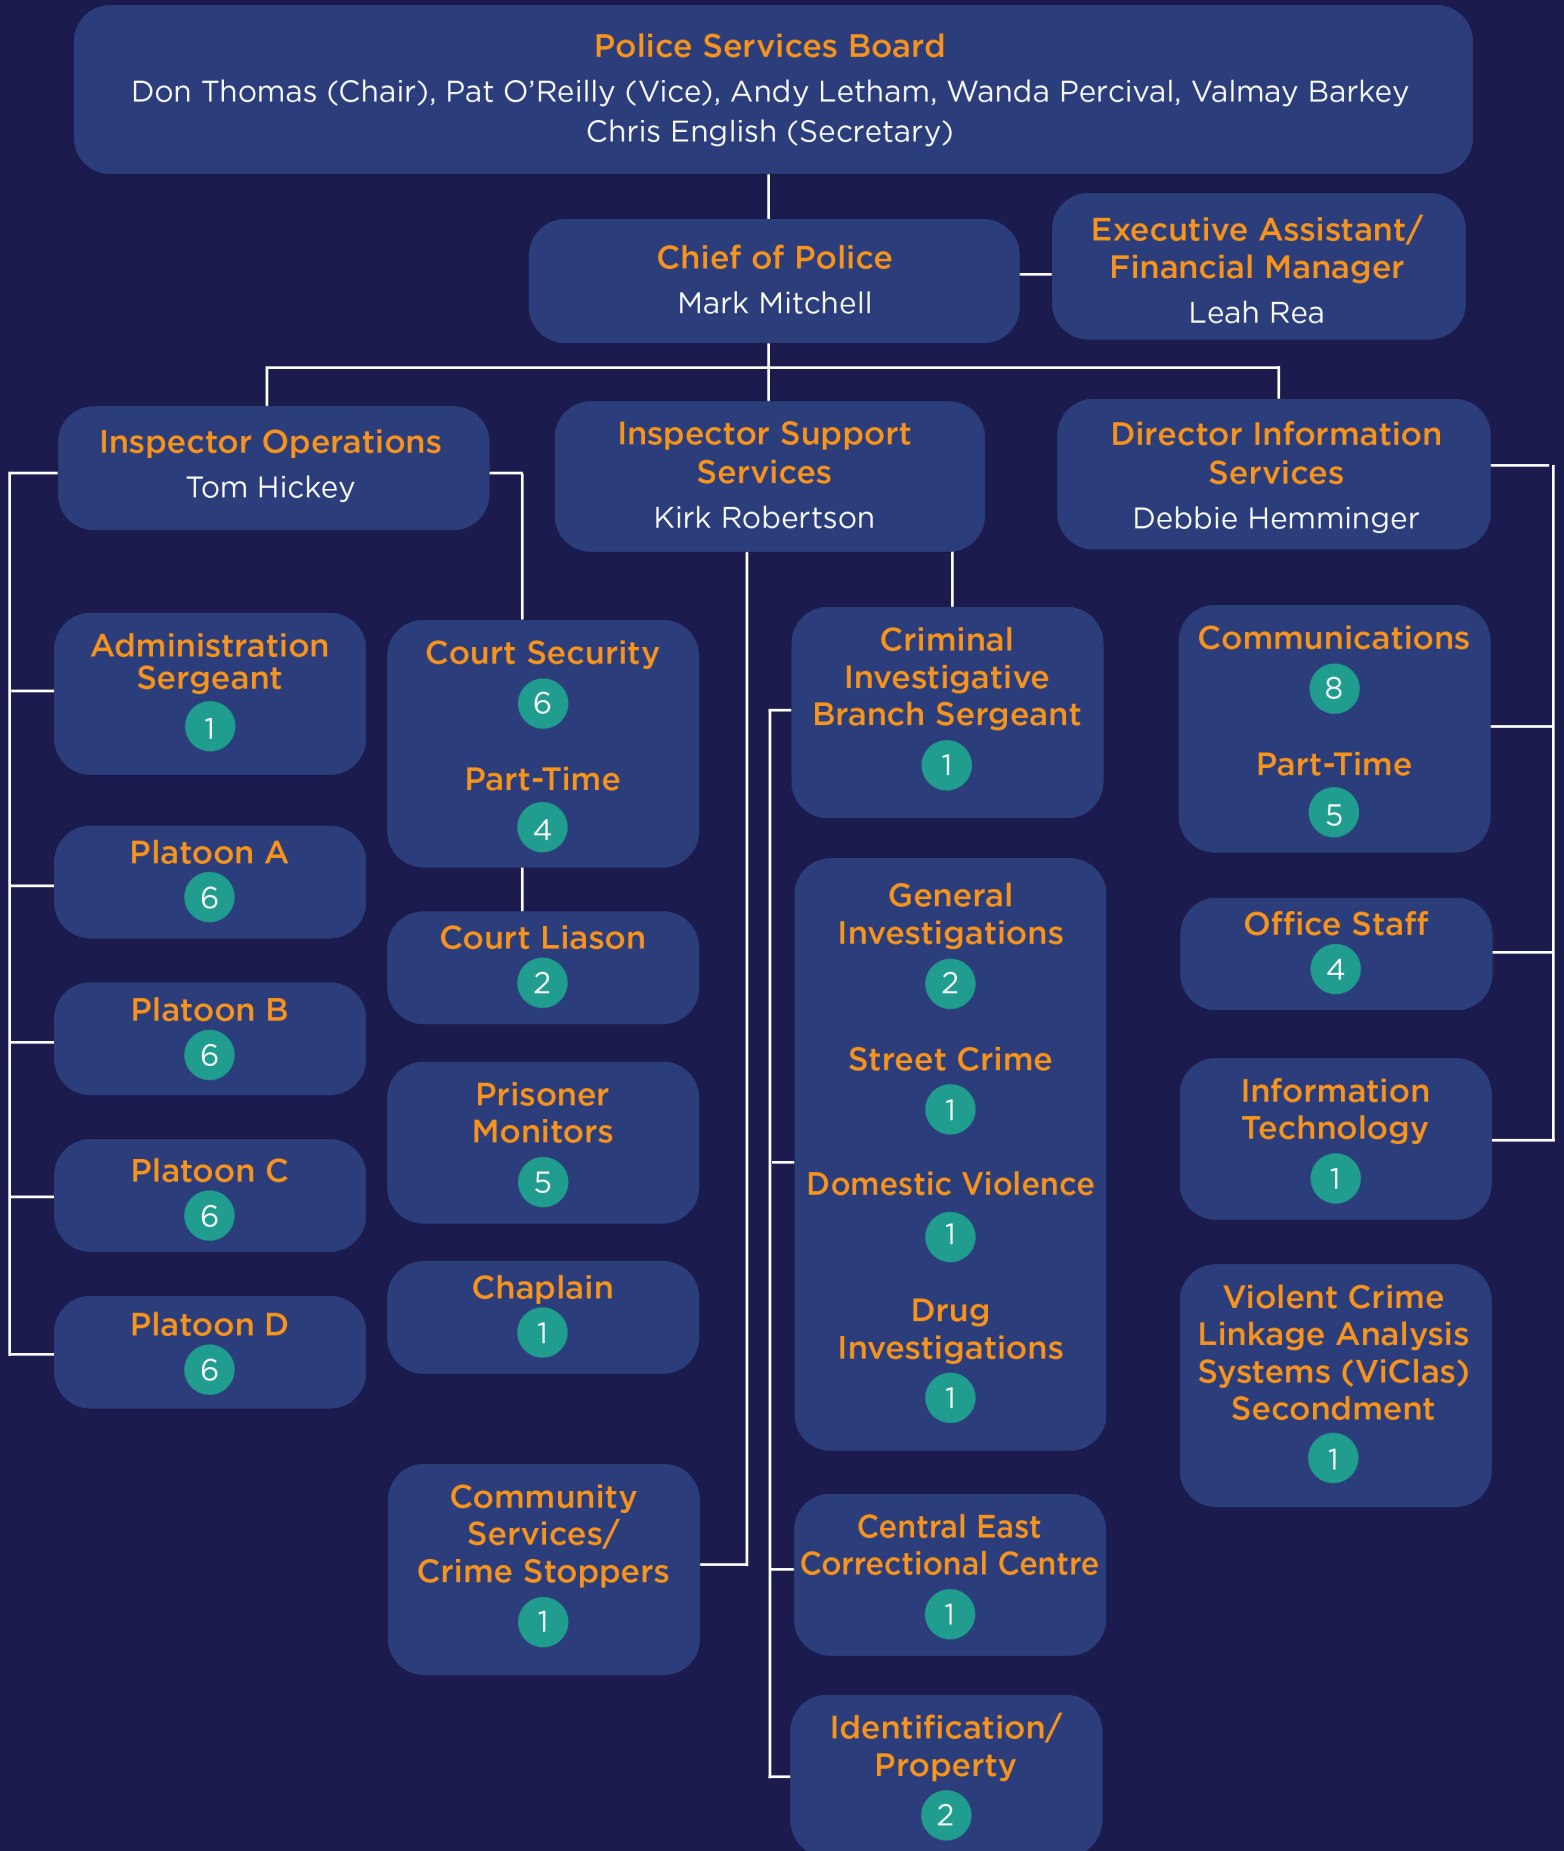 Police Services Board
Don Thomas (Chair), Pat O’Reilly (Vice), Andy Letham, Wanda Percival, Valmay Barkey
Chris English (Secretary)
Chief of Police
Mark Mitchell
Executive Assistant/
Financial Manager
Leah Rea
Inspector Operations
Tom Hickey
Inspector Support
Services
Kirk Robertson
Director Information
Services
Debbie Hemminger
Administration
Sergeant
1
Platoon A
6
Platoon B
6
Platoon C
6
Platoon D
6
Court Security
6
Part-Time
4
Court Liason
2
Prisoner
Monitors
5
Chaplain
1
Community
Services/
Crime Stoppers
1
Criminal
Investigative
Branch Sergeant
1
General
Investigations
2
Street Crime
1
Domestic Violence
1
Drug
Investigations
1
Central East
Correctional Centre
1
Identification/
Property
2
Communications
8
Part-Time
5
Office Staff
4
Information
Technology
1
Violent Crime
Linkage Analysis
Systems (ViClas)
Secondment
1